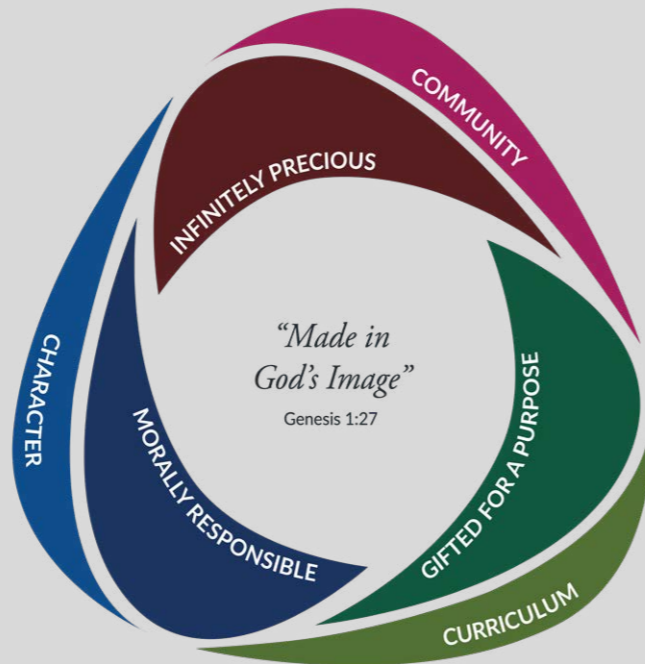 COMMUNITY
INFINITELY PRECIOUS
“Made in
God’s Image”
Genesis 1:27
CHARACTER
MORALLY RESPONSIBLE
GIFTED FOR A PURPOSE
CURRICULUM